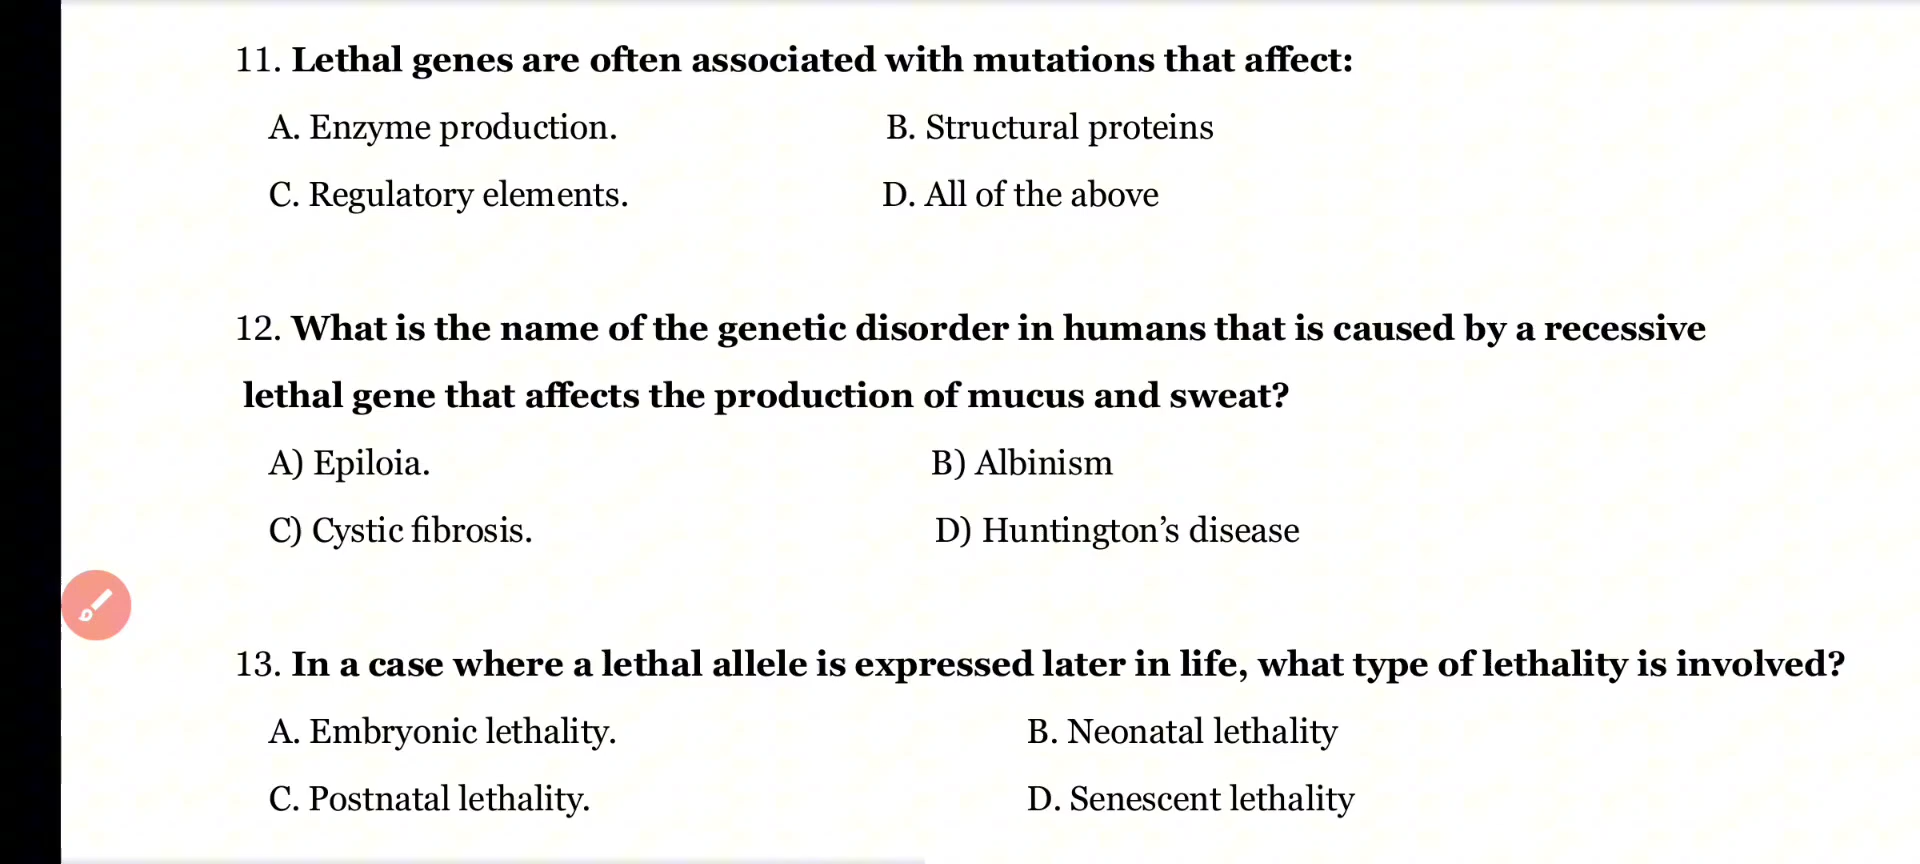 11. Lethal genes are often associated with mutations that affect:
A. Enzyme production. B. Structural proteins
C. Regulatory elements. D. All of the above
12. What is the name of the genetic disorder in humans that is caused by a recessive
lethal gene that affects the production of mucus and sweat?
A) Epiloia. B) Albinism
C) Cystic fibrosis. D) Huntington’s disease
13. In a case where a lethal allele is expressed later in life, what type of lethality is involved?
A. Embryonic lethality. B. Neonatal lethality
C. Postnatal lethality. D. Senescent lethality